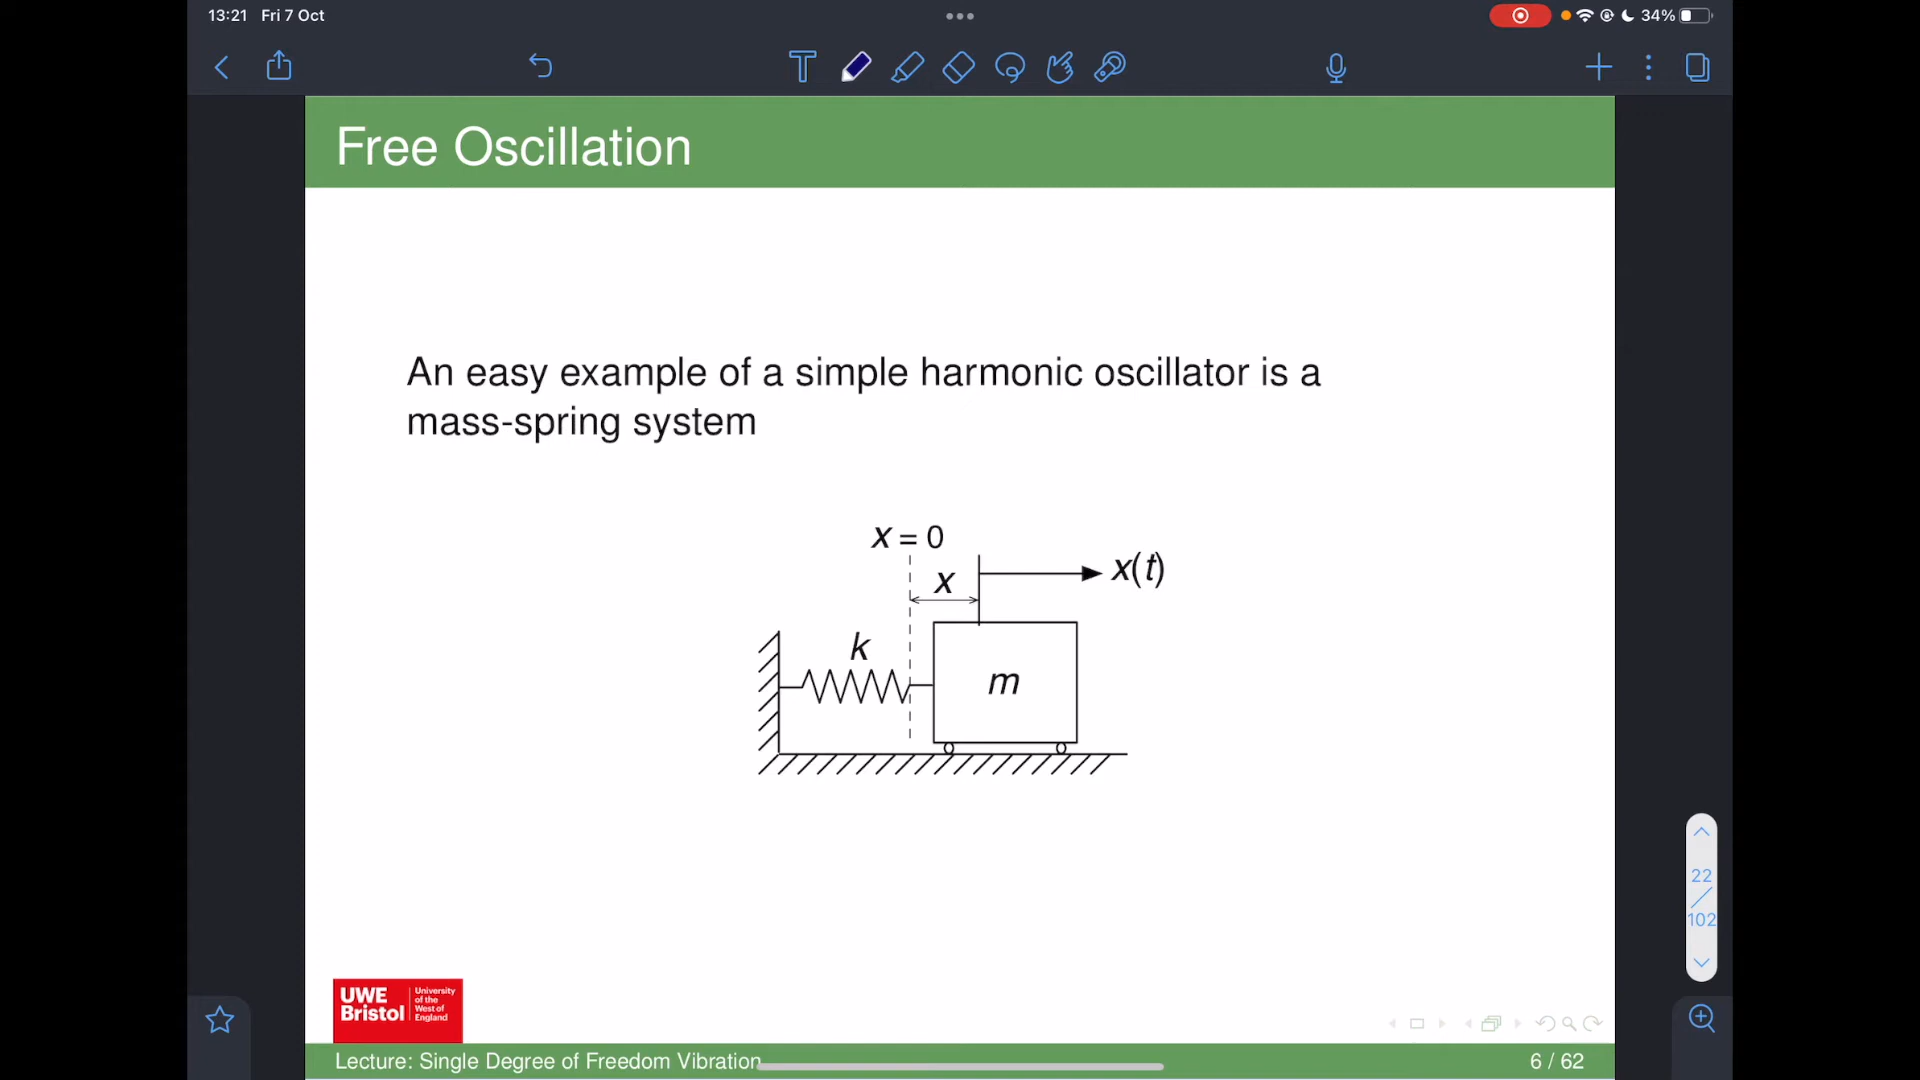 13:21 Fri 7 Oct
34%
Free Oscillation
An easy example of a simple harmonic oscillator is a
mass-spring system
x = 0
x
x(t)
k
m
22
102
UWE Bristol
University of the West of England
Lecture: Single Degree of Freedom Vibration
6 / 62